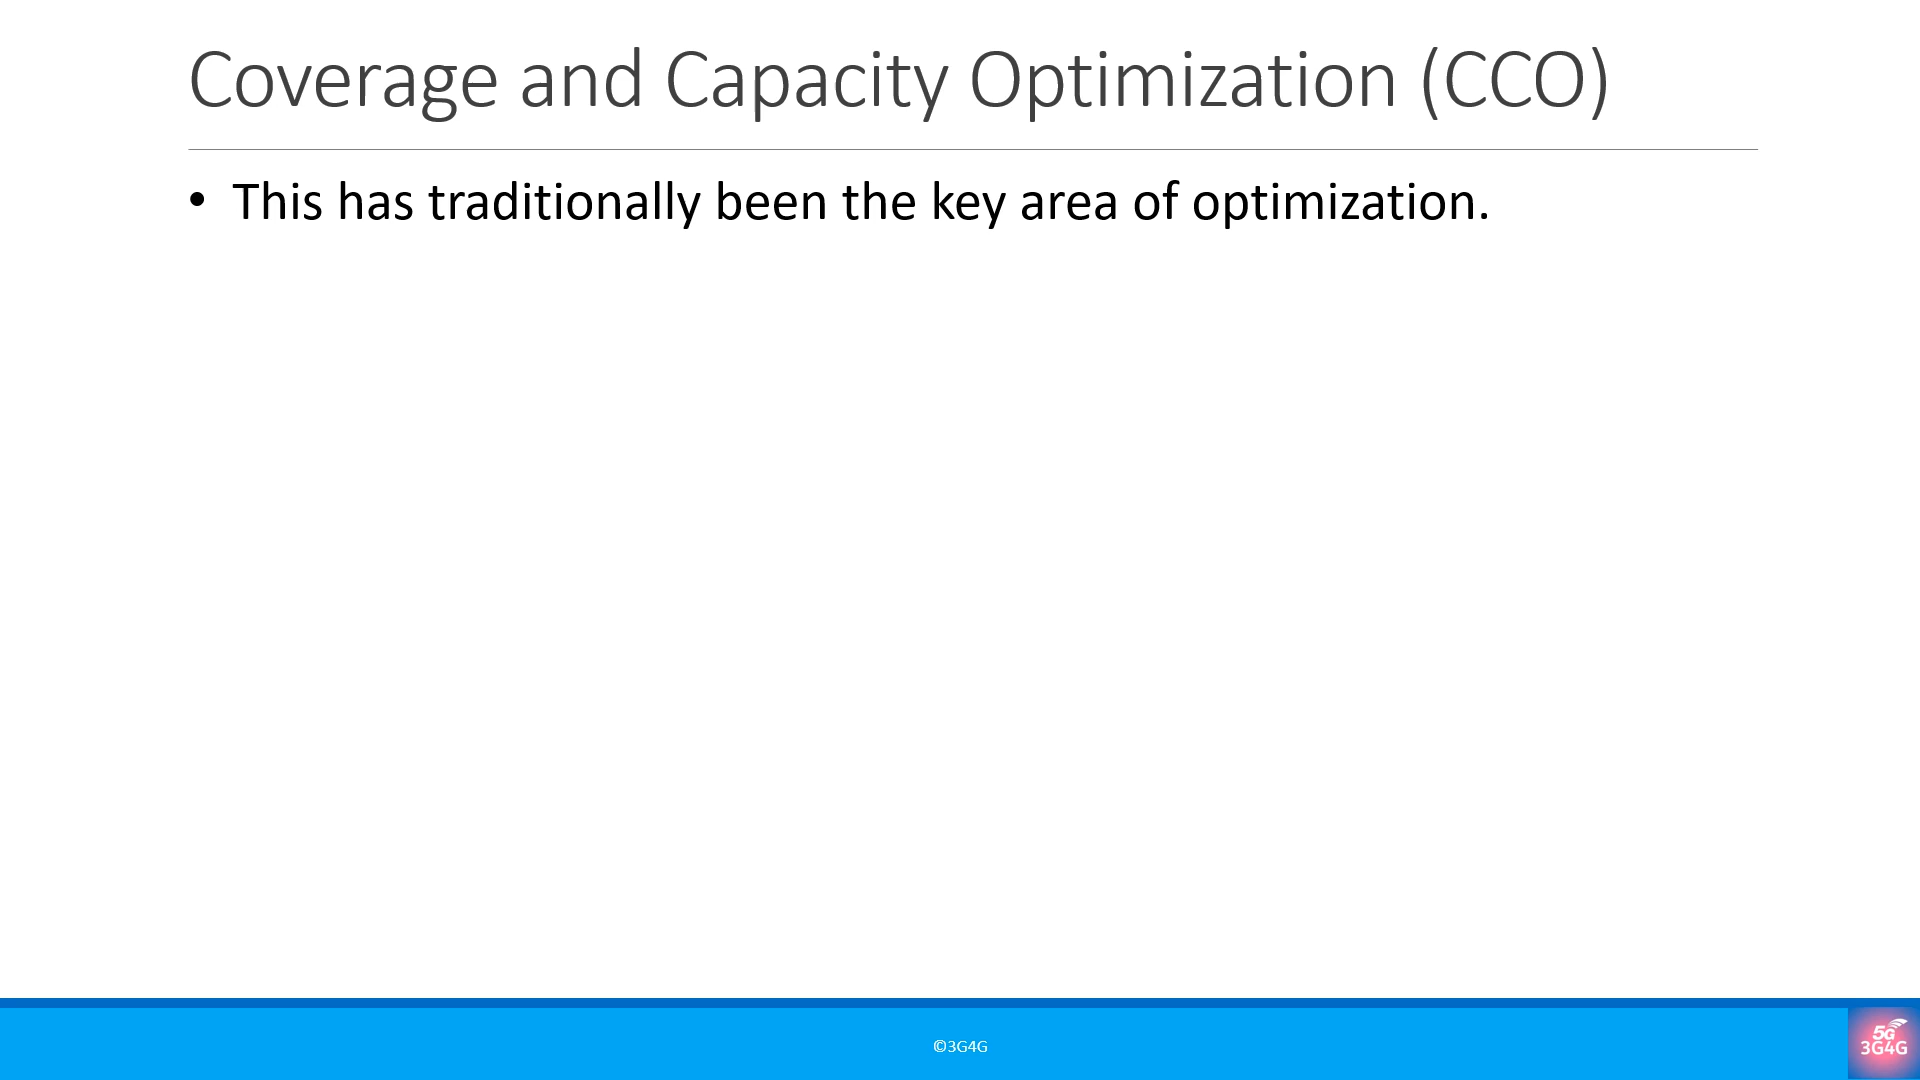 Coverage and Capacity Optimization (CCO)
• This has traditionally been the key area of optimization.
©3G4G
5G
3G4G